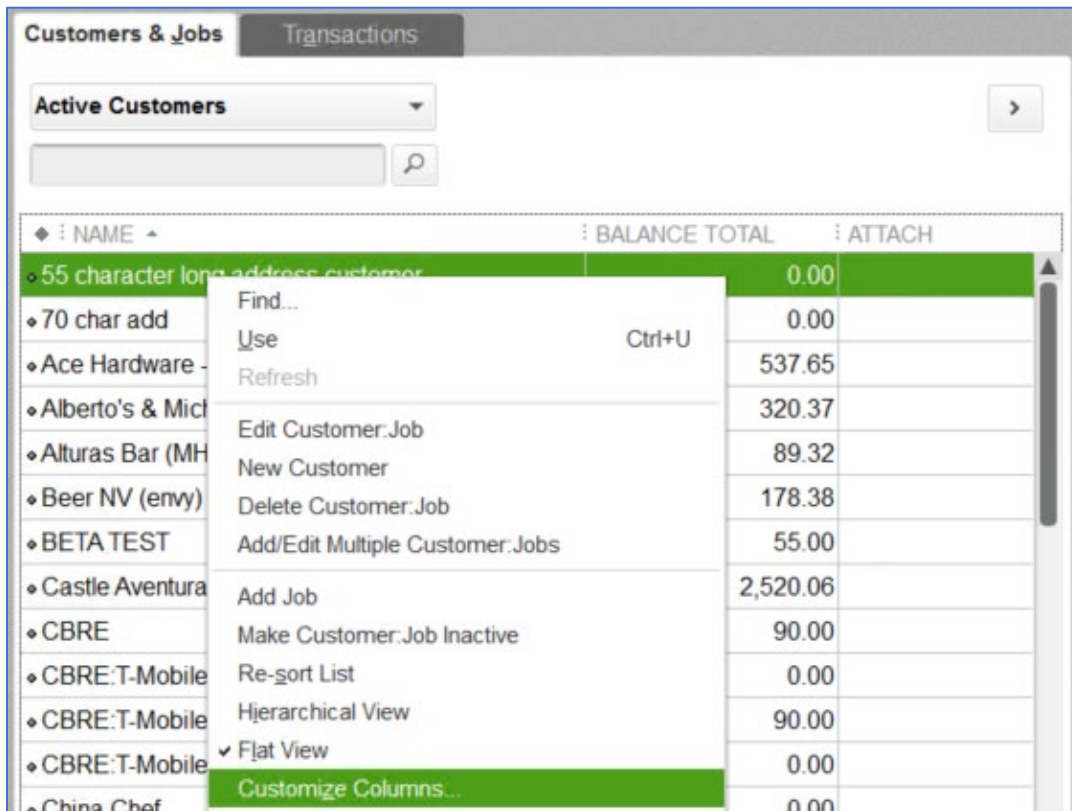 Customers & Jobs Transactions
Active Customers
NAME BALANCE TOTAL ATTACH
55 character long address customer 0.00
70 char add 0.00
Ace Hardware - 537.65
Alberto's & Mich 320.37
Alturas Bar (MH 89.32
Beer NV (envy) 178.38
BETA TEST 55.00
Castle Aventura 2,520.06
CBRE 90.00
CBRE:T-Mobile 0.00
CBRE:T-Mobile 90.00
CBRE:T-Mobile 0.00
China Chef 0.00
Find...
Use Ctrl+U
Refresh
Edit Customer:Job
New Customer
Delete Customer:Job
Add/Edit Multiple Customer:Jobs
Add Job
Make Customer:Job Inactive
Re-sort List
Hierarchical View
Flat View
Customize Columns...